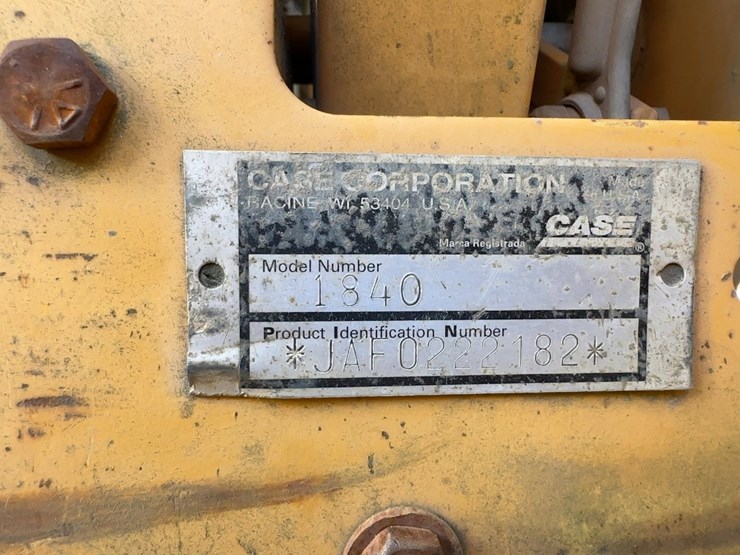 CASE CORPORATION
RACINE, WI 53404 U.S.A.
CASE
Marca Registrada ®
Model Number
1840
Product Identification Number
*JAF0222182*